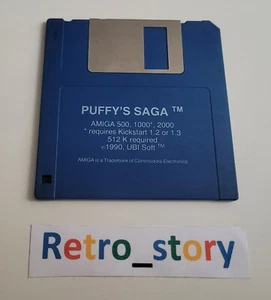 PUFFY'S SAGA ™
AMIGA 500, 1000*, 2000
* requires Kickstart 1.2 or 1.3
512 K required
©1990, UBI Soft ™
AMIGA is a Trademark of Commodore Electronics
Retro_story